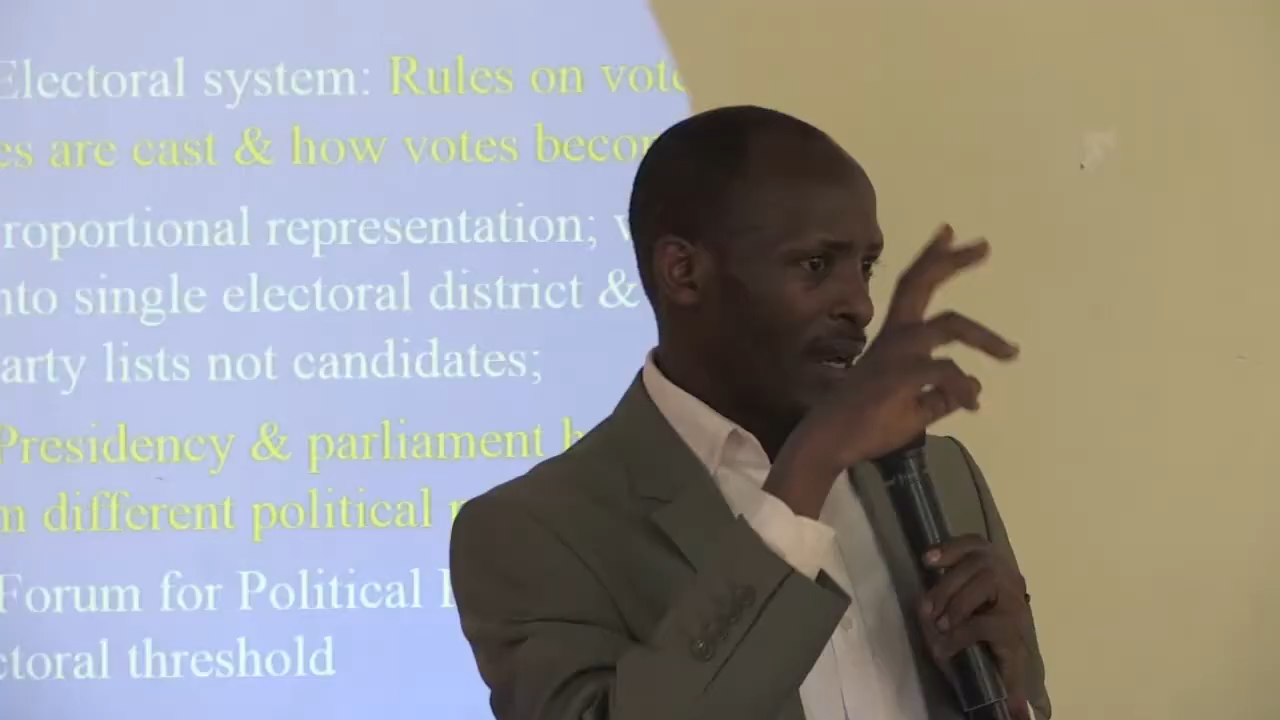 Electoral system: Rules on vote
es are cast & how votes becom
roportional representation;
nto single electoral district &
arty lists not candidates;
Presidency & parliament
m different political
Forum for Political
ctoral threshold